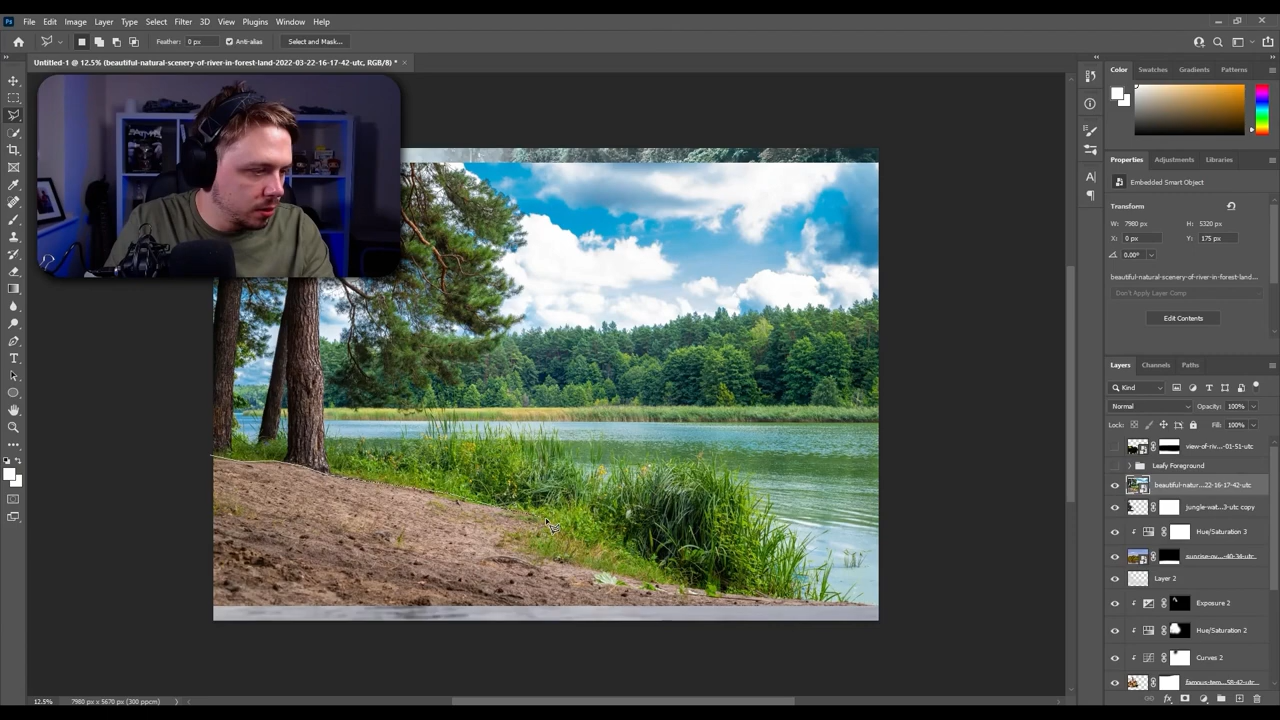 Ps File Edit Image Layer Type Select Filter 3D View Plugins Window Help
Feather: 0 px Anti-alias Select and Mask...
Untitled-1 @ 12.5% (beautiful-natural-scenery-of-river-in-forest-land-2022-03-22-16-17-42-utc, RGB/8) *
Color Swatches Gradients Patterns
Properties Adjustments Libraries
Embedded Smart Object
Transform
W: 7980 px H: 5320 px
X: 0 px Y: 175 px
0.00°
beautiful-natural-scenery-of-river-in-forest-land...
Don't Apply Layer Comp
Edit Contents
Layers Channels Paths
Kind
Normal Opacity: 100%
Lock: Fill: 100%
view-of-riv...-01-51-utc
Leafy Foreground
beautiful-natur...22-16-17-42-utc
jungle-wat...3-utc copy
Hue/Saturation 3
sunrise-ov...-40-34-utc
Layer 2
Exposure 2
Hue/Saturation 2
Curves 2
famous-tem...58-42-utc
12.5% 7980 px x 5670 px (300 ppcm)